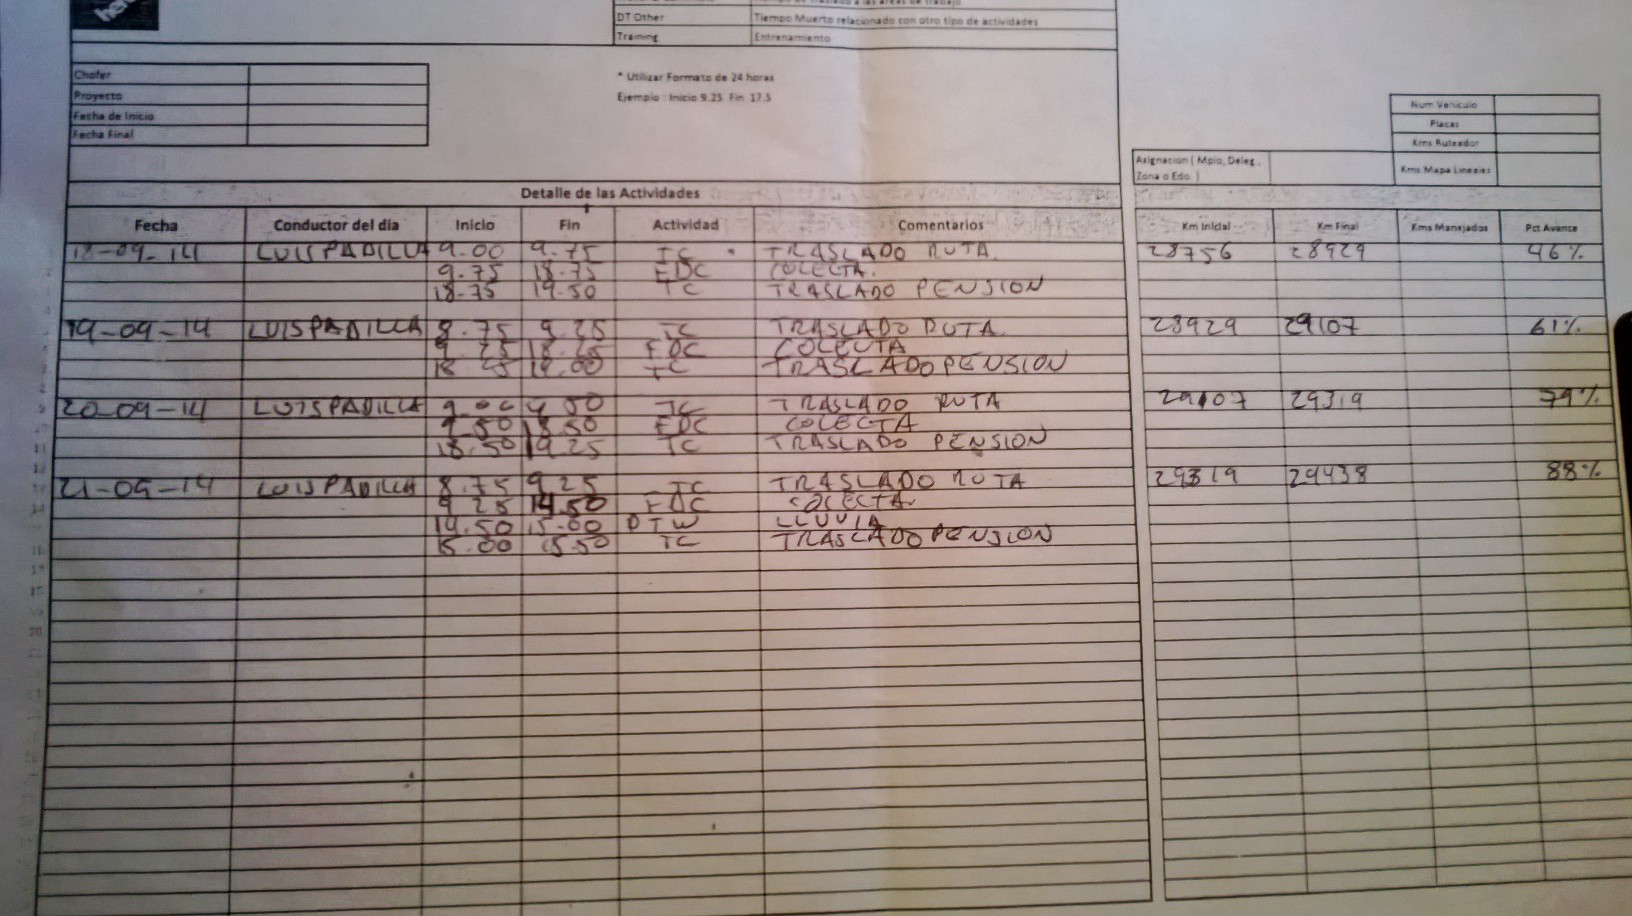 DT Other Tiempo Muerto relacionado con otro tipo de actividades
Training Entrenamiento
Chofer
Proyecto
Fecha de Inicio
Fecha Final
* Utilizar Formato de 24 horas
Ejemplo : Inicio 9.25 Fin 17.5
Num Vehiculo
Placas
Kms Ruteador
Kms Mapa Lineales
Asignacion ( Mpio, Deleg,
Zona o Edo )
Detalle de las Actividades
Fecha Conductor del dia Inicio Fin Actividad Comentarios Km Inicial Km Final Kms Manejados Pct Avance
18-09-14 LUIS PADILLA 9.00 9.75 TC TRASLADO RUTA 28756 28929 46%
9.75 18.75 FDC COLECTA.
18.75 19.50 TC TRASLADO PENSION
19-09-14 LUIS PADILLA 8.75 9.25 TC TRASLADO RUTA 28929 29107 61%
9.25 18.25 FDC COLECTA
18.25 19.00 TC TRASLADO PENSION
20-09-14 LUIS PADILLA 9.00 9.50 TC TRASLADO RUTA 29107 29319 79%
9.50 18.50 FDC COLECTA
18.50 19.25 TC TRASLADO PENSION
21-09-14 LUIS PADILLA 8.75 9.25 TC TRASLADO RUTA 29319 29438 88%
9.25 14.50 FDC COLECTA
14.50 15.00 DTW LLUVIA
15.00 15.50 TC TRASLADO PENSION